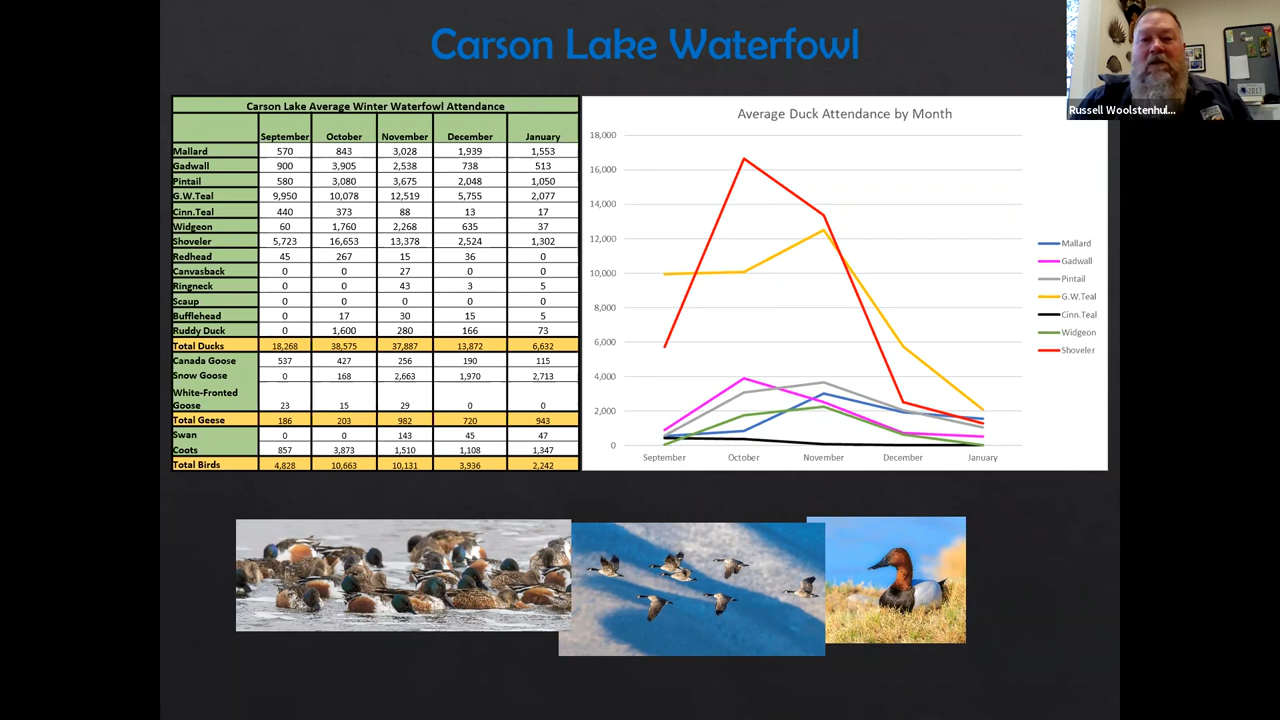 Carson Lake Waterfowl
Russell Woolstenhul...
2017
Carson Lake Average Winter Waterfowl Attendance
September October November December January
Mallard 570 843 3,028 1,939 1,553
Gadwall 900 3,905 2,538 738 513
Pintail 580 3,080 3,675 2,048 1,050
G.W.Teal 9,950 10,078 12,519 5,755 2,077
Cinn.Teal 440 373 88 13 17
Widgeon 60 1,760 2,268 635 37
Shoveler 5,723 16,653 13,378 2,524 1,302
Redhead 45 267 15 36 0
Canvasback 0 0 27 0 0
Ringneck 0 0 43 3 5
Scaup 0 0 0 0 0
Bufflehead 0 17 30 15 5
Ruddy Duck 0 1,600 280 166 73
Total Ducks 18,268 38,575 37,887 13,872 6,632
Canada Goose 537 427 256 190 115
Snow Goose 0 168 2,663 1,970 2,713
White-Fronted
Goose 23 15 29 0 0
Total Geese 186 203 982 720 943
Swan 0 0 143 45 47
Coots 857 3,873 1,510 1,108 1,347
Total Birds 4,828 10,663 10,131 3,936 2,242
Average Duck Attendance by Month
18,000
16,000
14,000
12,000
10,000
8,000
6,000
4,000
2,000
0
September October November December January
Mallard
Gadwall
Pintail
G.W.Teal
Cinn.Teal
Widgeon
Shoveler